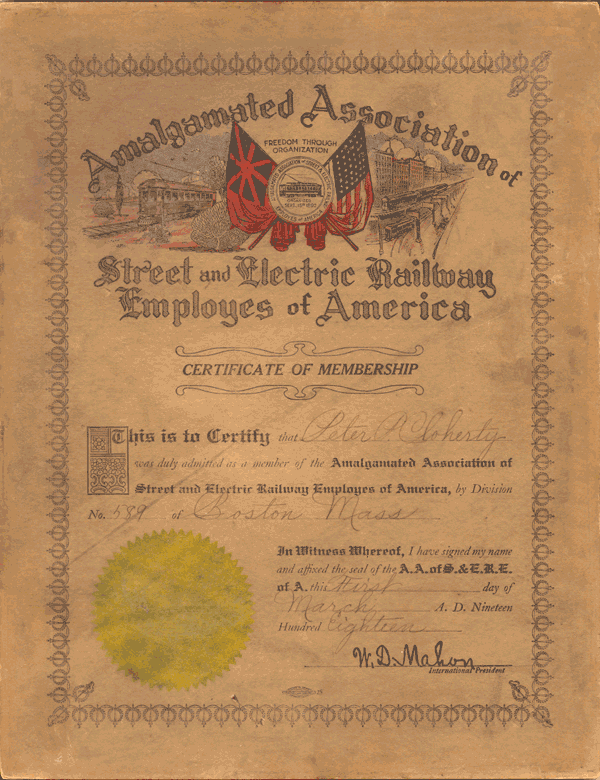 Amalgamated Association of
FREEDOM THROUGH
ORGANIZATION
Street and Electric Railway
Employes of America
CERTIFICATE OF MEMBERSHIP
This is to Certify that Peter P. Cloherty
was duly admitted as a member of the Amalgamated Association of
Street and Electric Railway Employes of America, by Division
No. 589 of Boston Mass
In Witness Whereof, I have signed my name
and affixed the seal of the A.A. of S. & E.R.E.
of A. this First day of
March A. D. Nineteen
Hundred Eighteen
W. D. Mahon
International President